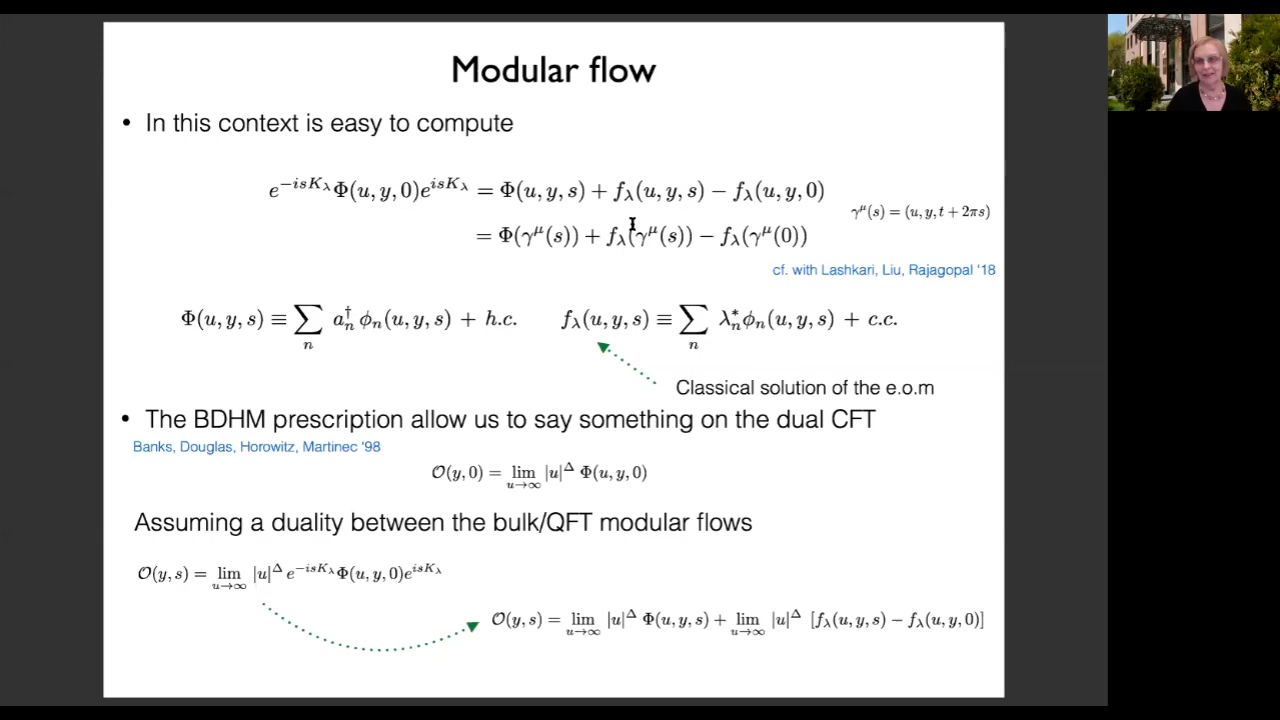 Modular flow
• In this context is easy to compute
e^{-isK_λ}Φ(u, y, 0)e^{isK_λ} = Φ(u, y, s) + f_λ(u, y, s) − f_λ(u, y, 0)
γ^μ(s) = (u, y, t + 2πs)
= Φ(γ^μ(s)) + f_λ(γ^μ(s)) − f_λ(γ^μ(0))
cf. with Lashkari, Liu, Rajagopal '18
Φ(u, y, s) ≡ ∑_n a_n^† ϕ_n(u, y, s) + h.c. f_λ(u, y, s) ≡ ∑_n λ_n^* ϕ_n(u, y, s) + c.c.
Classical solution of the e.o.m
• The BDHM prescription allow us to say something on the dual CFT
Banks, Douglas, Horowitz, Martinec '98
𝒪(y, 0) = lim_{u→∞} |u|^Δ Φ(u, y, 0)
Assuming a duality between the bulk/QFT modular flows
𝒪(y, s) = lim_{u→∞} |u|^Δ e^{-isK_λ}Φ(u, y, 0)e^{isK_λ}
𝒪(y, s) = lim_{u→∞} |u|^Δ Φ(u, y, s) + lim_{u→∞} |u|^Δ [f_λ(u, y, s) − f_λ(u, y, 0)]